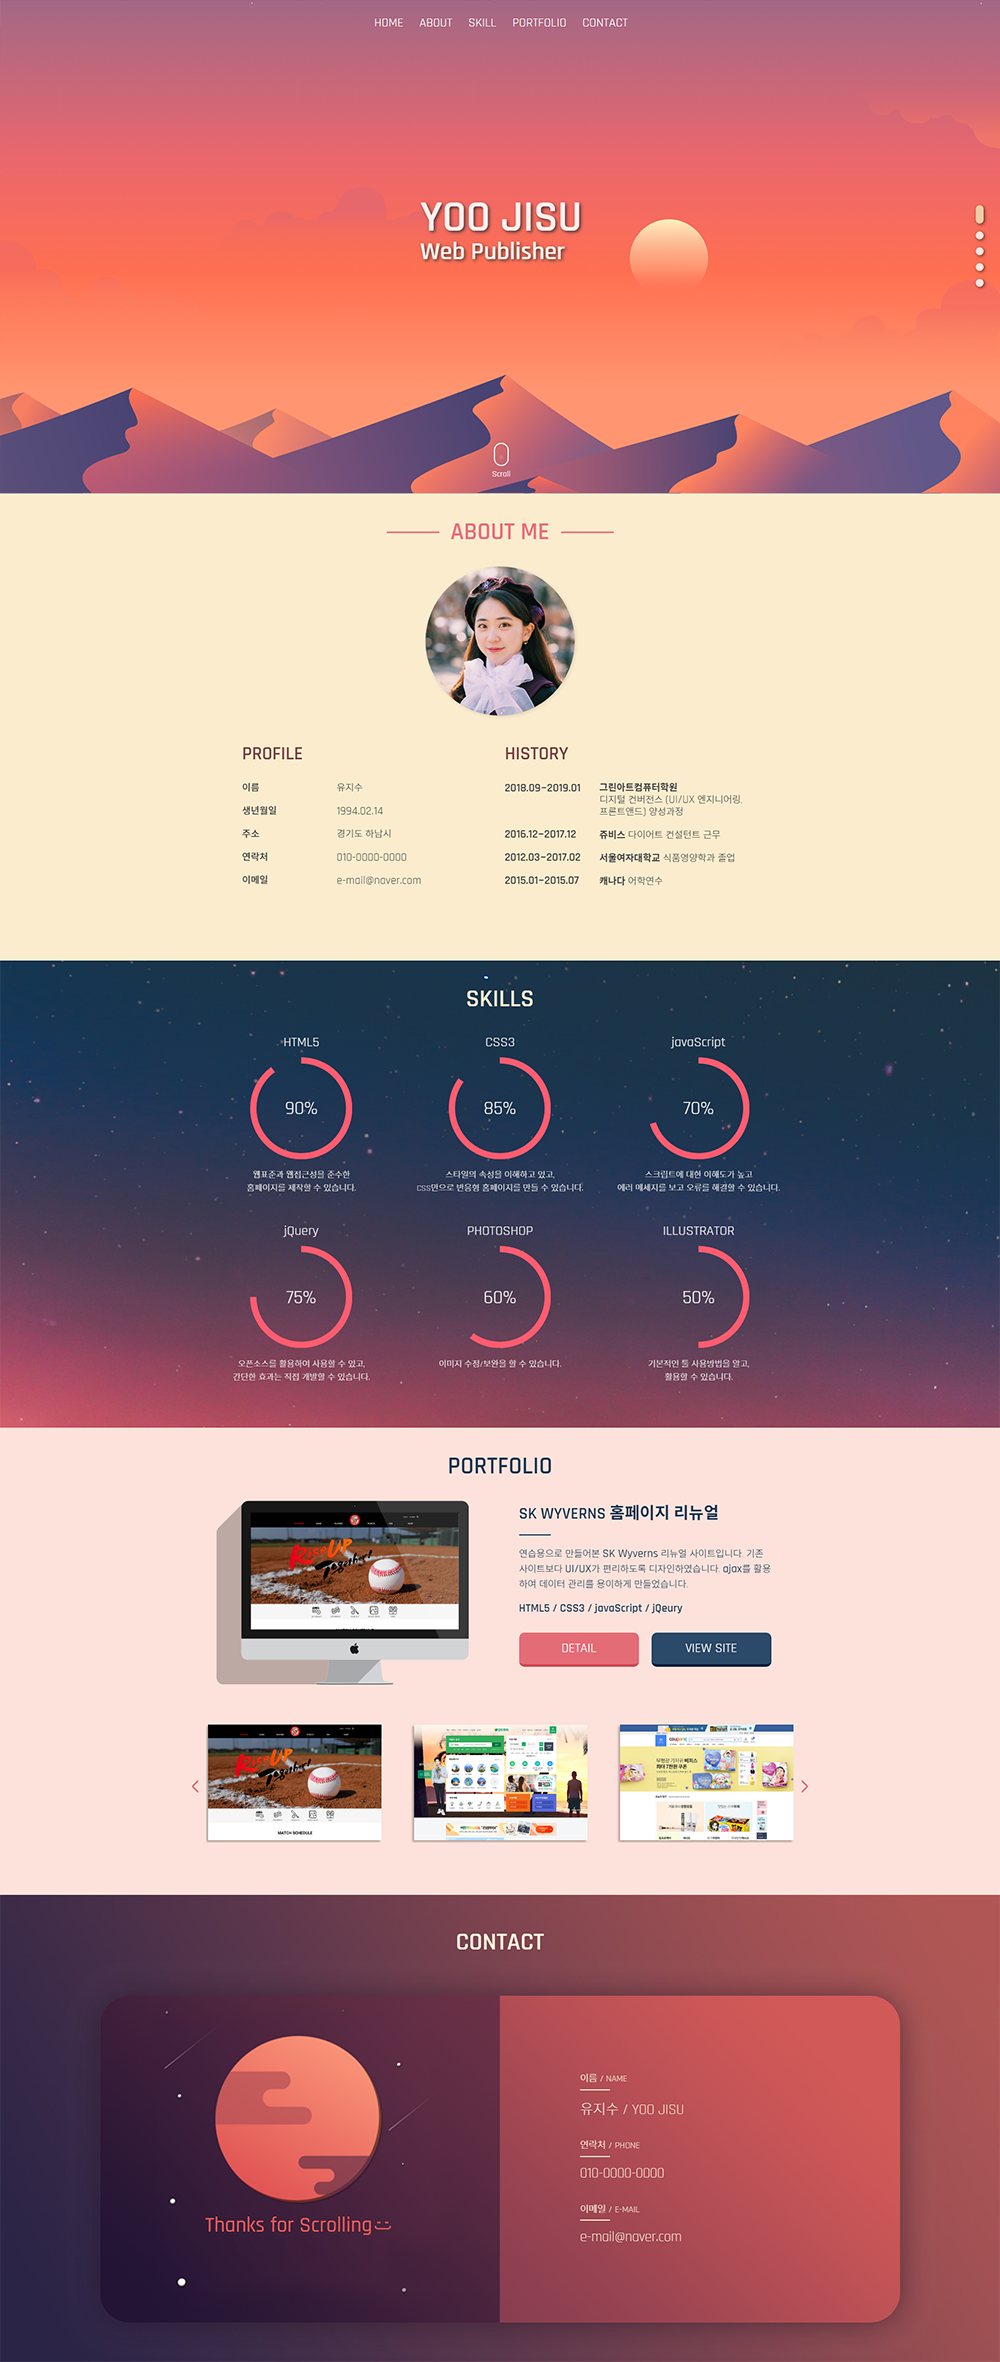 HOME ABOUT SKILL PORTFOLIO CONTACT
YOO JISU
Web Publisher
Scroll
ABOUT ME
PROFILE
이름 유지수
생년월일 1994.02.14
주소 경기도 하남시
연락처 010-0000-0000
이메일 e-mail@naver.com
HISTORY
2018.09–2019.01 그린아트컴퓨터학원
디지털 컨버전스 (UI/UX 엔지니어링,
프론트앤드) 양성과정
2016.12–2017.12 쥬비스 다이어트 컨설턴트 근무
2012.03–2017.02 서울여자대학교 식품영양학과 졸업
2015.01–2015.07 캐나다 어학연수
SKILLS
HTML5
90%
웹표준과 웹접근성을 준수한
홈페이지를 제작할 수 있습니다.
CSS3
85%
스타일의 속성을 이해하고 있고,
CSS만으로 반응형 홈페이지를 만들 수 있습니다.
javaScript
70%
스크립트에 대한 이해도가 높고
에러 메세지를 보고 오류를 해결할 수 있습니다.
jQuery
75%
오픈소스를 활용하여 사용할 수 있고,
간단한 효과는 직접 개발할 수 있습니다.
PHOTOSHOP
60%
이미지 수정/보완을 할 수 있습니다.
ILLUSTRATOR
50%
기본적인 툴 사용방법을 알고,
활용할 수 있습니다.
PORTFOLIO
Rise UP
Together!
SK WYVERNS 홈페이지 리뉴얼
연습용으로 만들어본 SK Wyverns 리뉴얼 사이트입니다. 기존
사이트보다 UI/UX가 편리하도록 디자인하였습니다. ajax를 활용
하여 데이터 관리를 용이하게 만들었습니다.
HTML5 / CSS3 / javaScript / jQeury
DETAIL VIEW SITE
Rise UP
Together!
MATCH SCHEDULE
CONTACT
Thanks for Scrolling
이름 / NAME
유지수 / YOO JISU
연락처 / PHONE
010-0000-0000
이메일 / E-MAIL
e-mail@naver.com